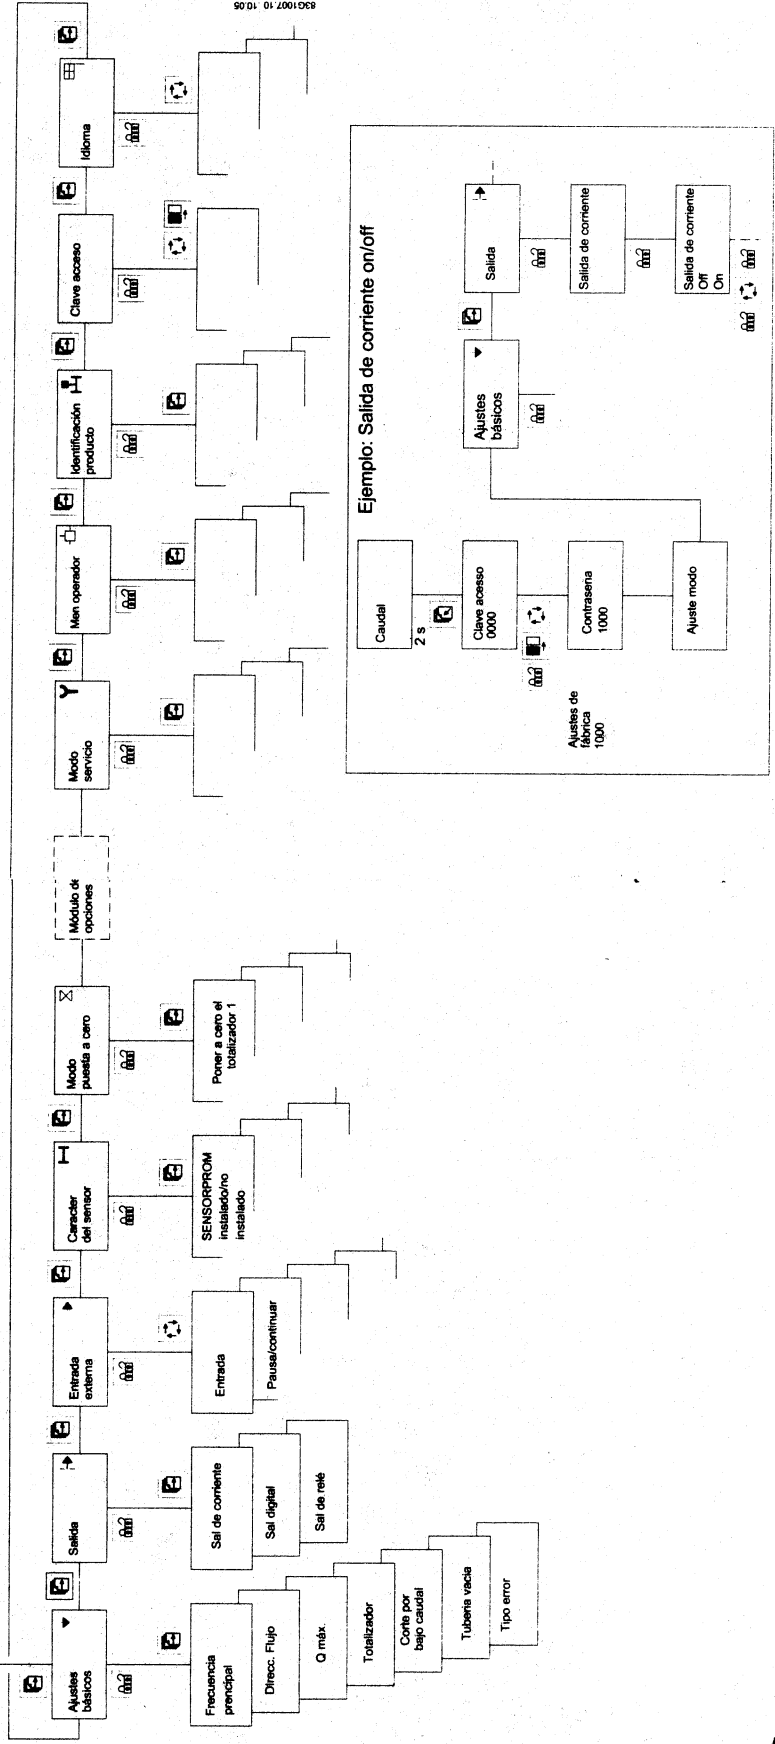 Ajustes
básicos
Salida
Entrada
externa
Caracter
del sensor
Modo
puesta a cero
Módulo de
opciones
Modo
servicio
Men operador
Identificación
producto
Clave acceso
Idioma
Frecuencia
prencipal
Direcc. Flujo
Q máx.
Totalizador
Corte por
bajo caudal
Tuberia vacia
Tipo error
Sal de corriente
Sal digital
Sal de relé
Entrada
Pausa/continuar
SENSORPROM
instalado/no
instalado
Poner a cero el
totalizador 1
Ejemplo: Salida de corriente on/off
Caudal
2 s
Clave acesso
0000
Contraseña
1000
Ajustes de
fábrica
1000
Ajuste modo
Ajustes
básicos
Salida
Salida de corriente
Salida de corriente
Off
On
83G1007.10 .10.05